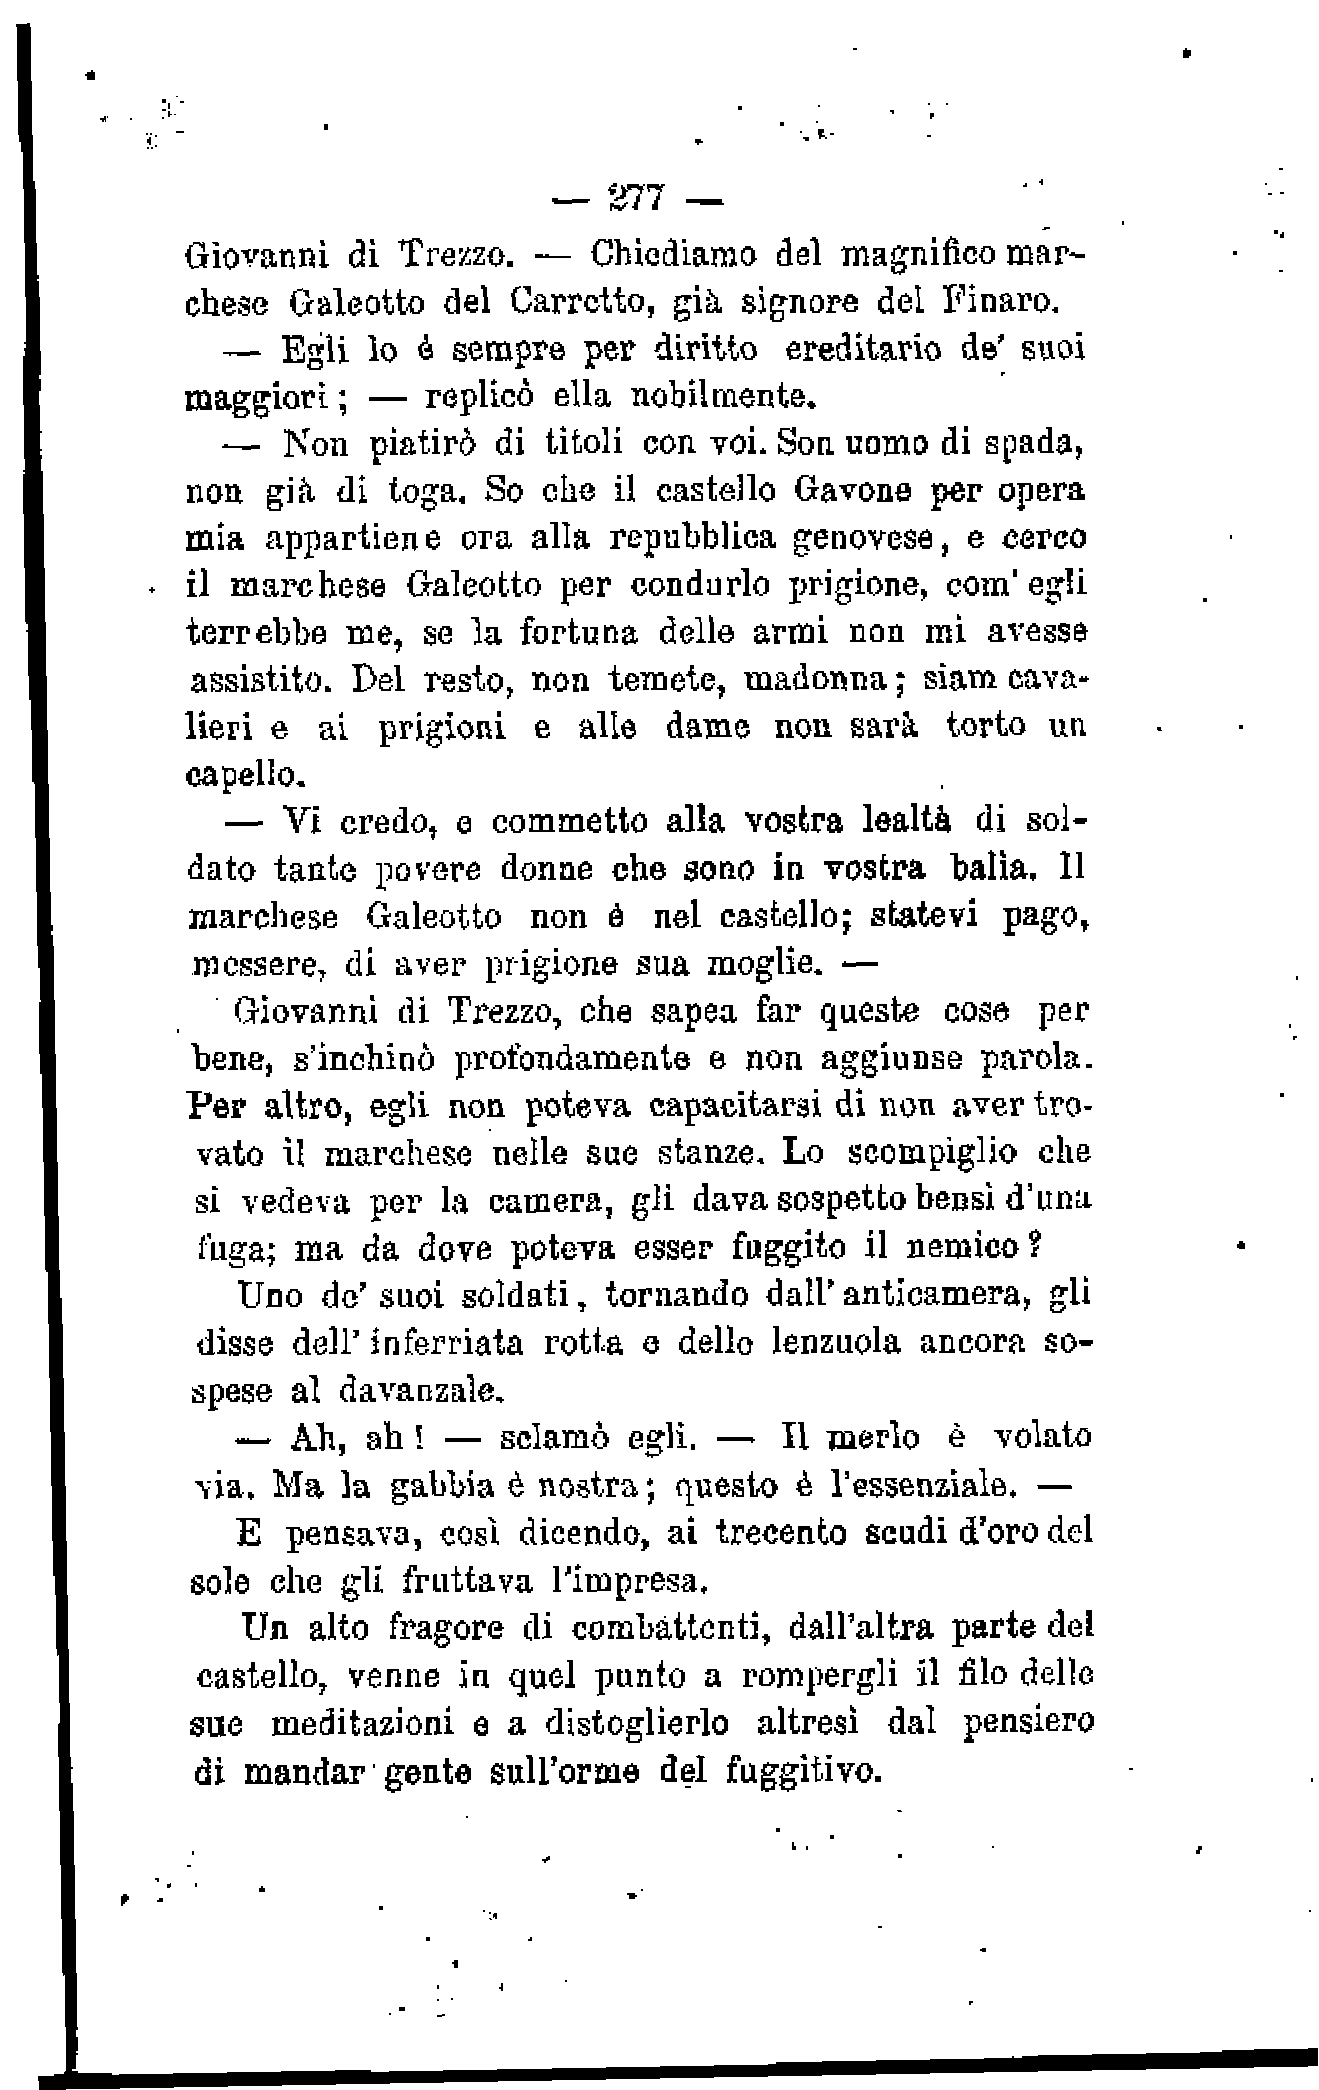 — 277 —
Giovanni di Trezzo. — Chiediamo del magnifico mar-
chese Galeotto del Carretto, già signore del Finaro.
— Egli lo è sempre per diritto ereditario de' suoi
maggiori; — replicò ella nobilmente.
— Non piatirò di titoli con voi. Son uomo di spada,
non già di toga. So che il castello Gavone per opera
mia appartiene ora alla repubblica genovese, e cerco
il marchese Galeotto per condurlo prigione, com' egli
terrebbe me, se la fortuna delle armi non mi avesse
assistito. Del resto, non temete, madonna; siam cava-
lieri e ai prigioni e alle dame non sarà torto un
capello.
— Vi credo, e commetto alla vostra lealtà di sol-
dato tante povere donne che sono in vostra balìa. Il
marchese Galeotto non è nel castello; statevi pago,
messere, di aver prigione sua moglie. —
Giovanni di Trezzo, che sapea far queste cose per
bene, s'inchinò profondamente e non aggiunse parola.
Per altro, egli non poteva capacitarsi di non aver tro-
vato il marchese nelle sue stanze. Lo scompiglio che
si vedeva per la camera, gli dava sospetto bensì d'una
fuga; ma da dove poteva esser fuggito il nemico?
Uno de' suoi soldati, tornando dall' anticamera, gli
disse dell' inferriata rotta e delle lenzuola ancora so-
spese al davanzale.
— Ah, ah! — sclamò egli. — Il merlo è volato
via. Ma la gabbia è nostra; questo è l'essenziale. —
E pensava, così dicendo, ai trecento scudi d'oro del
sole che gli fruttava l'impresa.
Un alto fragore di combattenti, dall'altra parte del
castello, venne in quel punto a rompergli il filo delle
sue meditazioni e a distoglierlo altresì dal pensiero
di mandar gente sull'orme del fuggitivo.